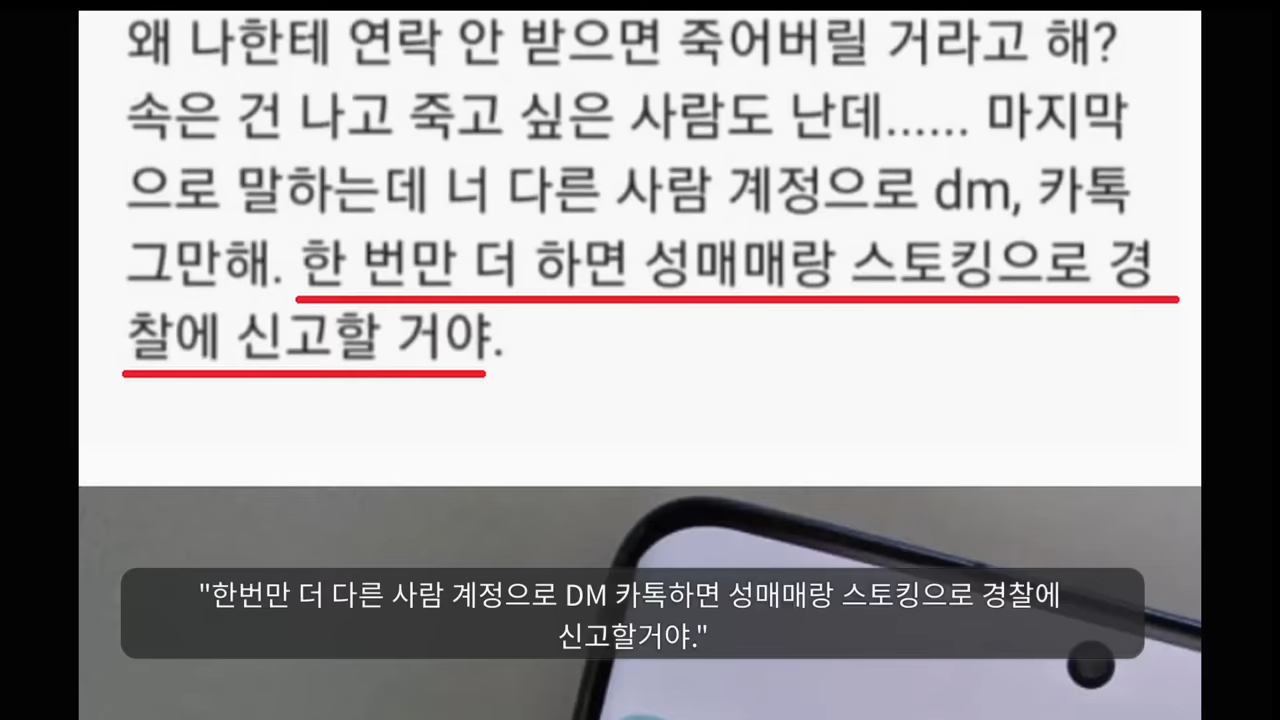 왜 나한테 연락 안 받으면 죽어버릴 거라고 해?
속은 건 나고 죽고 싶은 사람도 난데...... 마지막
으로 말하는데 너 다른 사람 계정으로 dm, 카톡
그만해. 한 번만 더 하면 성매매랑 스토킹으로 경
찰에 신고할 거야.
"한번만 더 다른 사람 계정으로 DM 카톡하면 성매매랑 스토킹으로 경찰에
신고할거야."